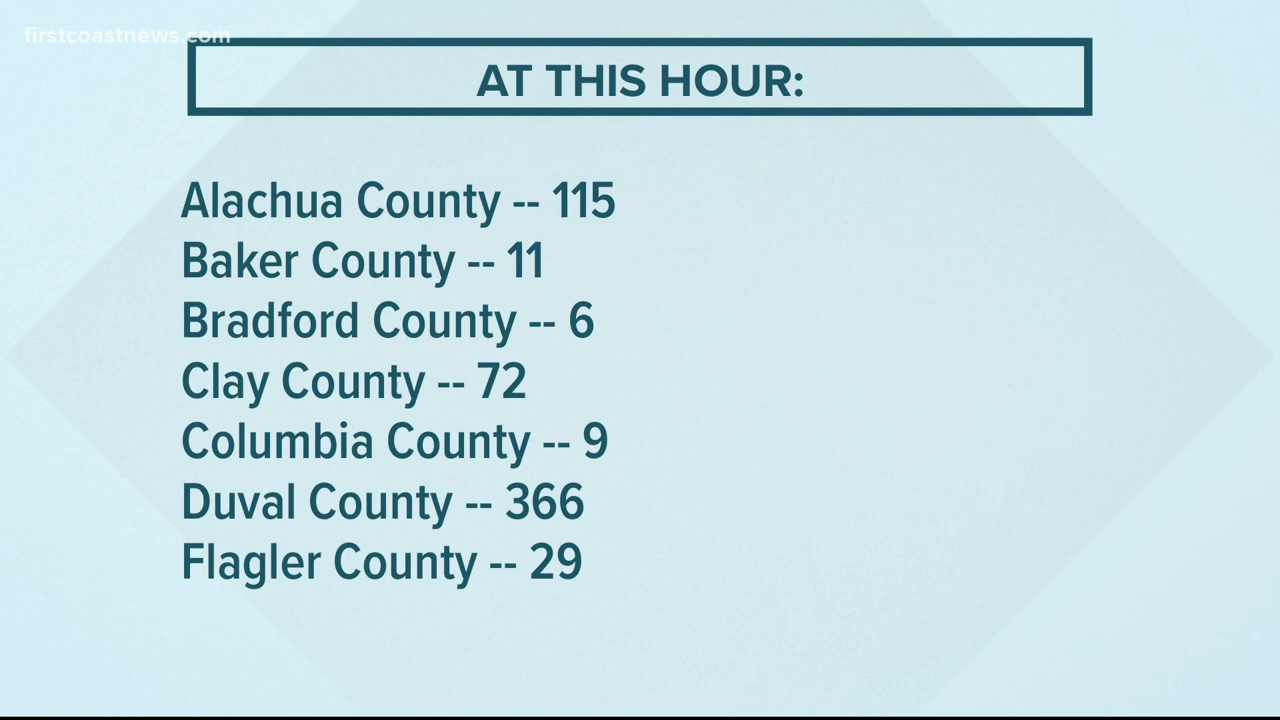 firstcoastnews.com
AT THIS HOUR:
Alachua County -- 115
Baker County -- 11
Bradford County -- 6
Clay County -- 72
Columbia County -- 9
Duval County -- 366
Flagler County -- 29